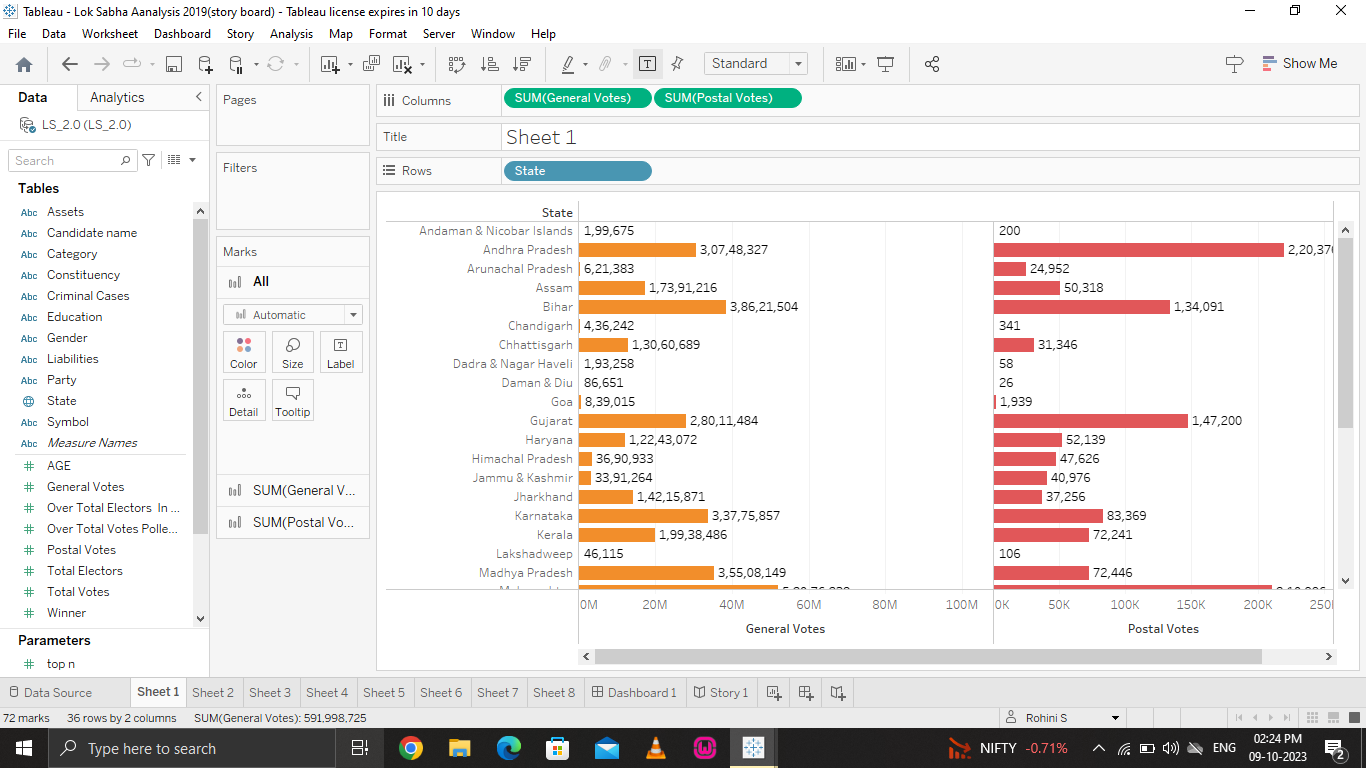 Tableau - Lok Sabha Aanalysis 2019(story board) - Tableau license expires in 10 days
File Data Worksheet Dashboard Story Analysis Map Format Server Window Help
Standard Show Me
Data Analytics
LS_2.0 (LS_2.0)
Search
Tables
Abc Assets
Abc Candidate name
Abc Category
Abc Constituency
Abc Criminal Cases
Abc Education
Abc Gender
Abc Liabilities
Abc Party
State
Abc Symbol
Abc Measure Names
AGE
General Votes
Over Total Electors In ...
Over Total Votes Polle...
Postal Votes
Total Electors
Total Votes
Winner
Parameters
top n
Pages
Filters
Marks
All
Automatic
Color Size Label
Detail Tooltip
SUM(General V...
SUM(Postal Vo...
Columns SUM(General Votes) SUM(Postal Votes)
Title Sheet 1
Rows State
State
Andaman & Nicobar Islands 1,99,675 200
Andhra Pradesh 3,07,48,327
Arunachal Pradesh 6,21,383 24,952
Assam 1,73,91,216 50,318
Bihar 3,86,21,504 1,34,091
Chandigarh 4,36,242 341
Chhattisgarh 1,30,60,689 31,346
Dadra & Nagar Haveli 1,93,258 58
Daman & Diu 86,651 26
Goa 8,39,015 1,939
Gujarat 2,80,11,484 1,47,200
Haryana 1,22,43,072 52,139
Himachal Pradesh 36,90,933 47,626
Jammu & Kashmir 33,91,264 40,976
Jharkhand 1,42,15,871 37,256
Karnataka 3,37,75,857 83,369
Kerala 1,99,38,486 72,241
Lakshadweep 46,115 106
Madhya Pradesh 3,55,08,149 72,446
0M 20M 40M 60M 80M 100M 0K 50K 100K 150K 200K
General Votes Postal Votes
Data Source Sheet 1 Sheet 2 Sheet 3 Sheet 4 Sheet 5 Sheet 6 Sheet 7 Sheet 8 Dashboard 1 Story 1
72 marks 36 rows by 2 columns SUM(General Votes): 591,998,725 Rohini S
Type here to search NIFTY -0.71% ENG 02:24 PM
09-10-2023 2